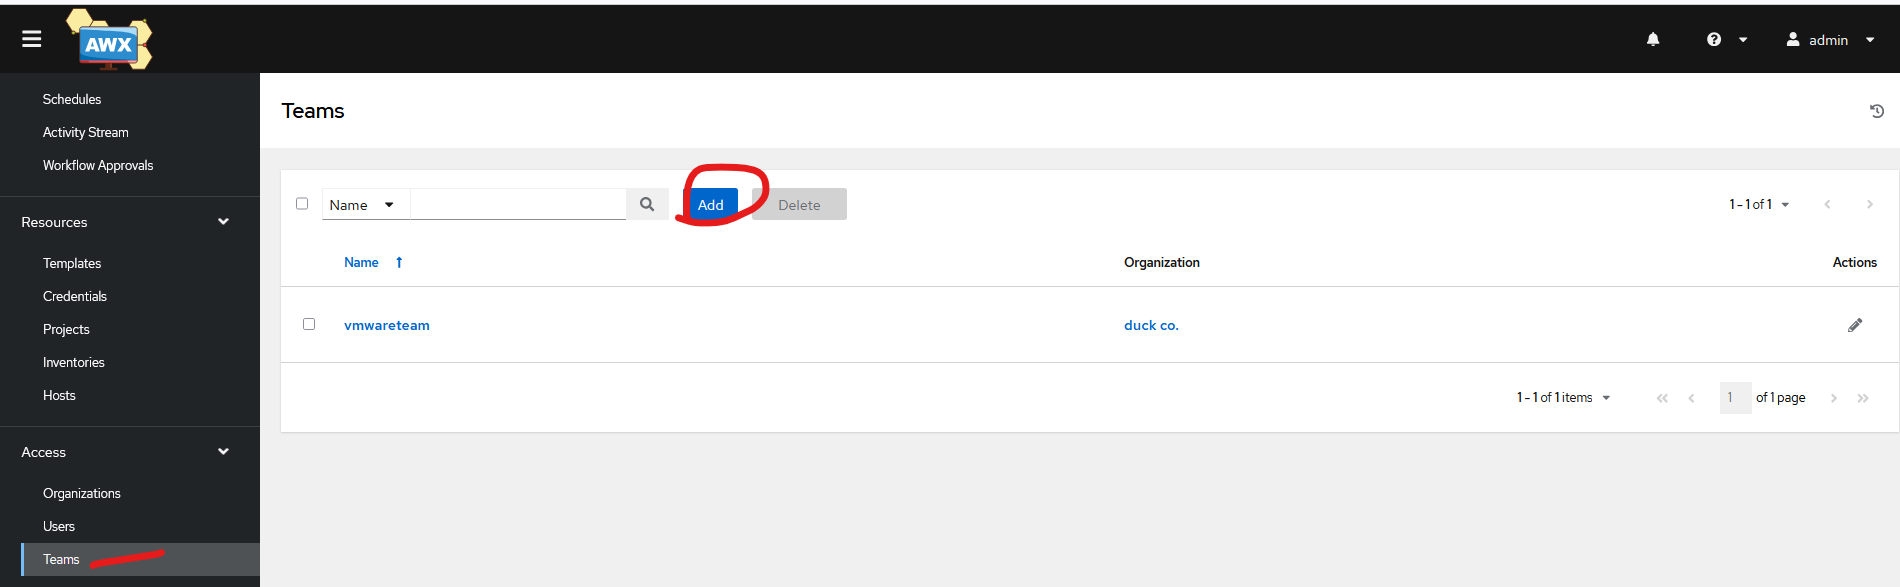 AWX
admin
Schedules
Activity Stream
Workflow Approvals
Resources
Templates
Credentials
Projects
Inventories
Hosts
Access
Organizations
Users
Teams
Teams
Name
Add
Delete
1 - 1 of 1
Name
Organization
Actions
vmwareteam
duck co.
1 - 1 of 1 items
1
of 1 page